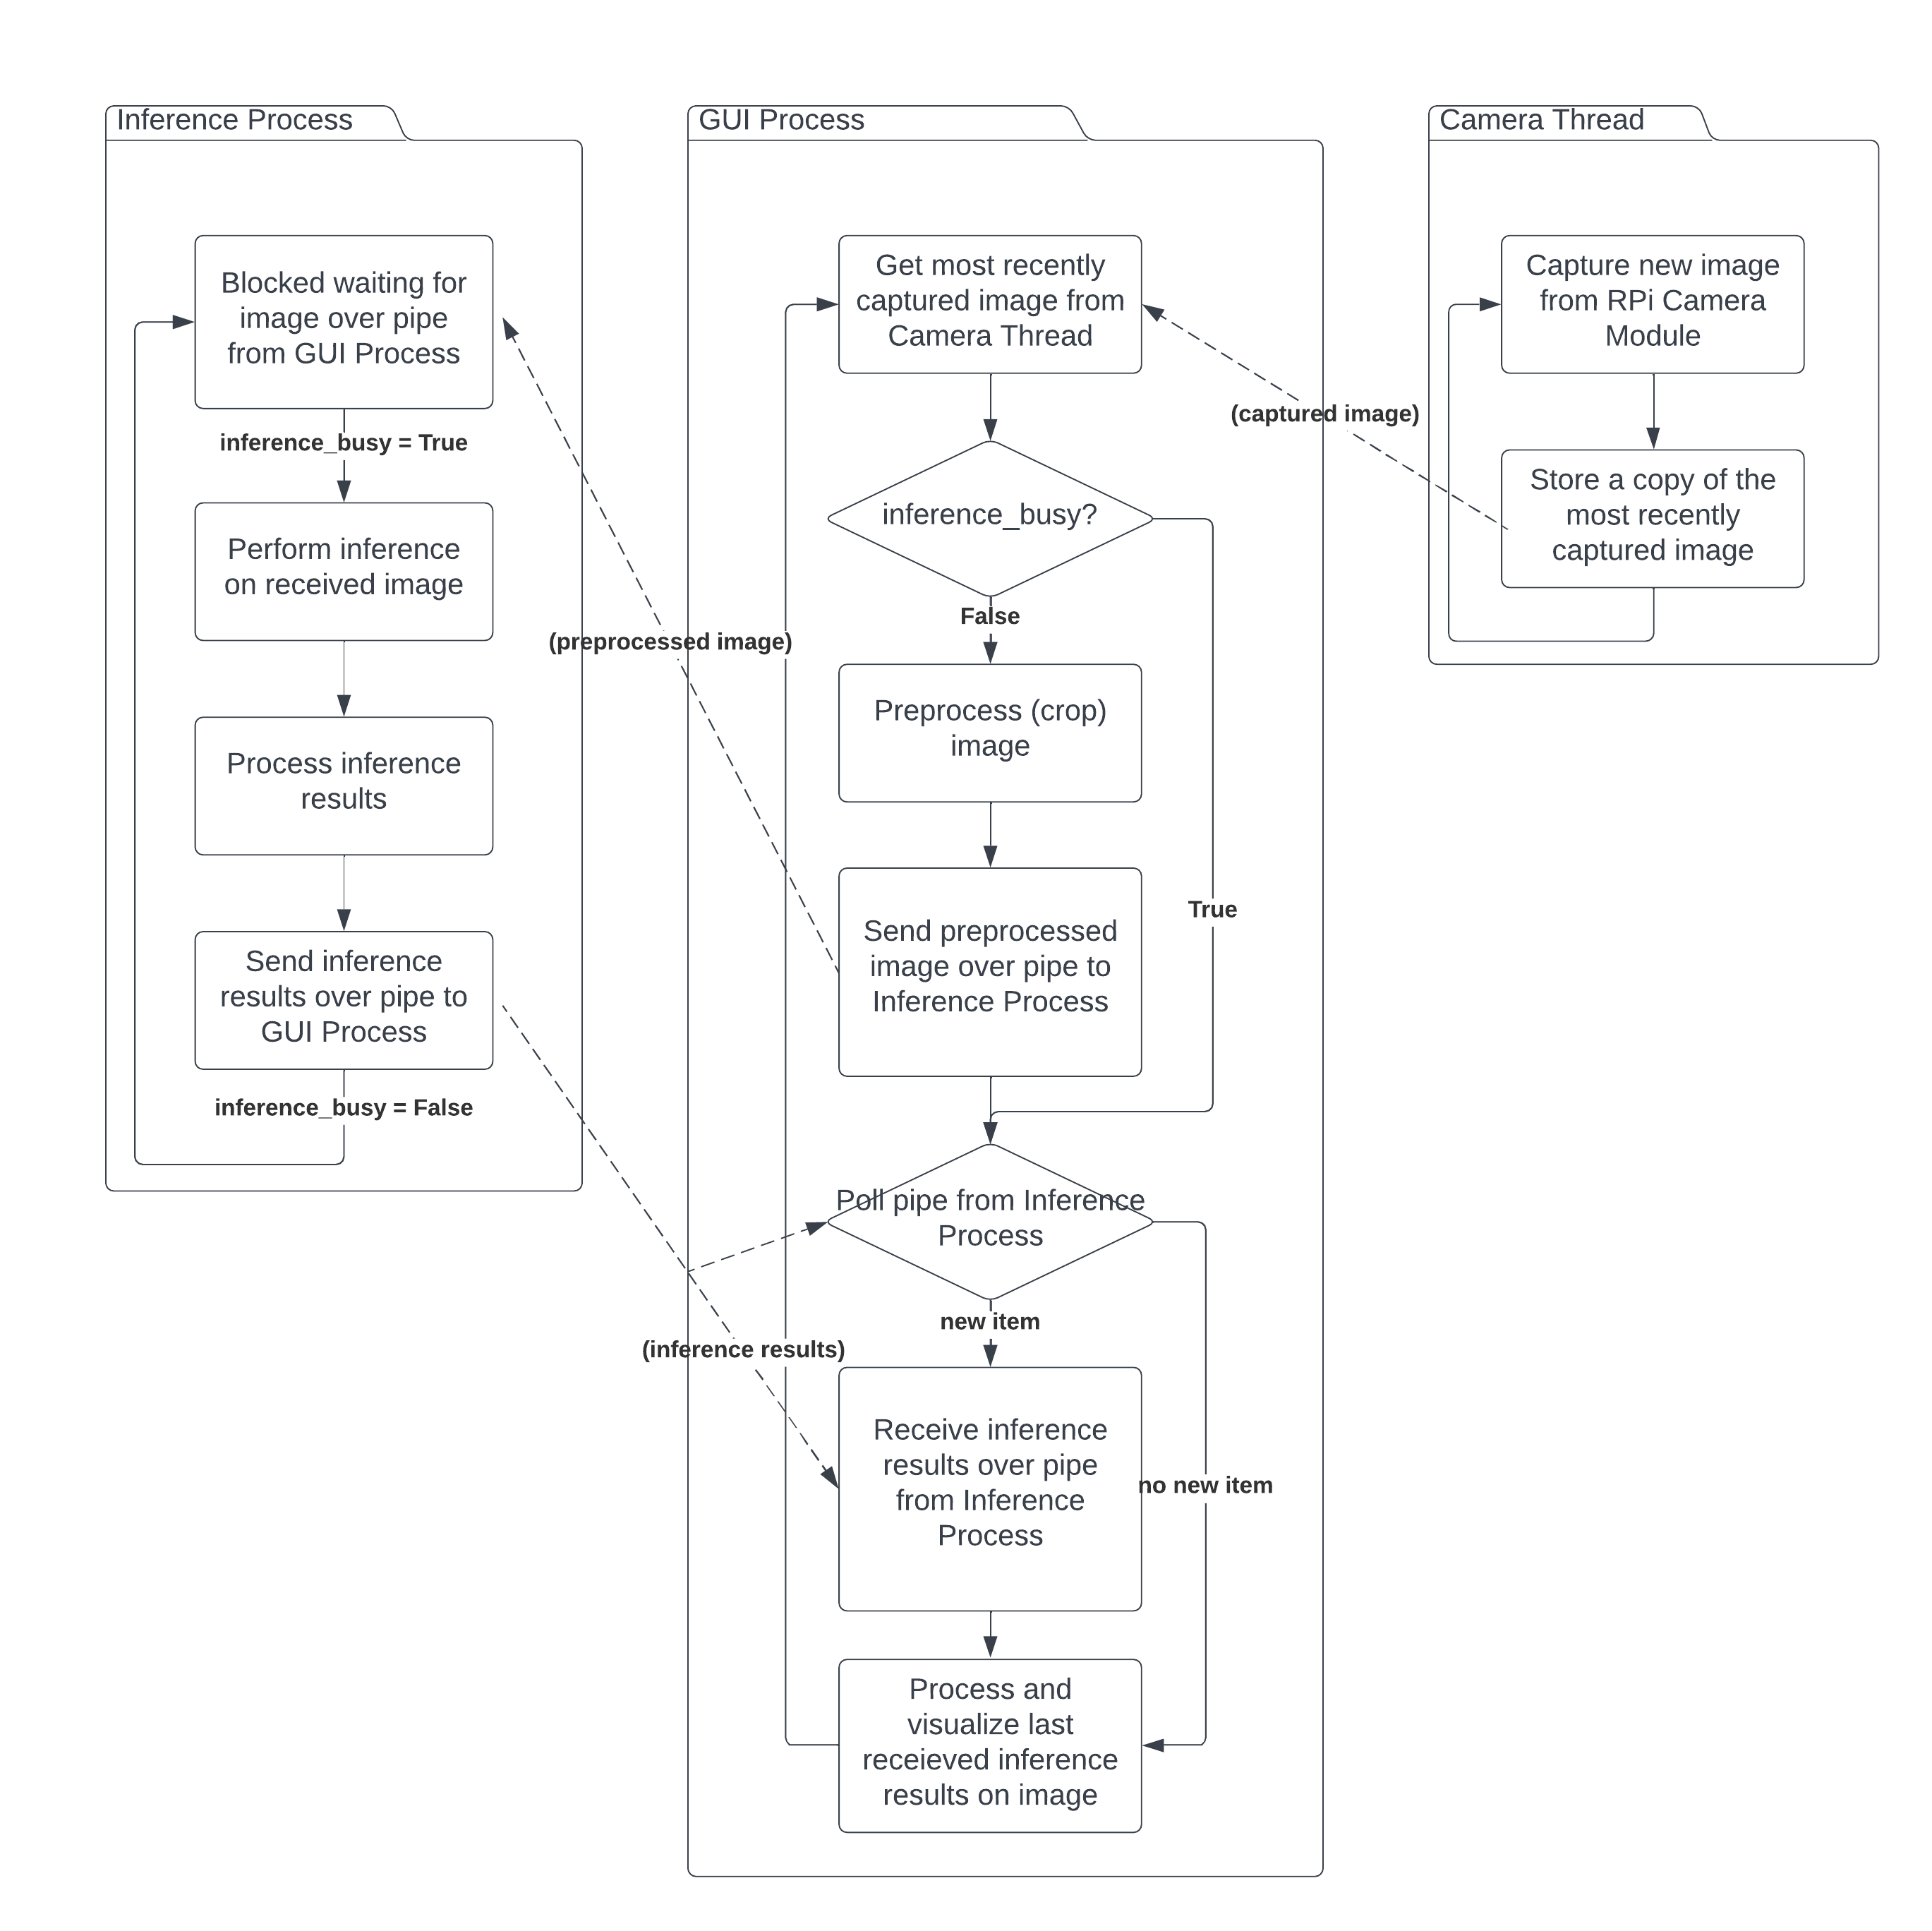 Inference Process
Blocked waiting for
image over pipe
from GUI Process
inference_busy = True
Perform inference
on received image
Process inference
results
Send inference
results over pipe to
GUI Process
inference_busy = False
(preprocessed image)
(inference results)
GUI Process
Get most recently
captured image from
Camera Thread
inference_busy?
False
True
Preprocess (crop)
image
Send preprocessed
image over pipe to
Inference Process
Poll pipe from Inference
Process
new item
no new item
Receive inference
results over pipe
from Inference
Process
Process and
visualize last
receieved inference
results on image
(captured image)
Camera Thread
Capture new image
from RPi Camera
Module
Store a copy of the
most recently
captured image